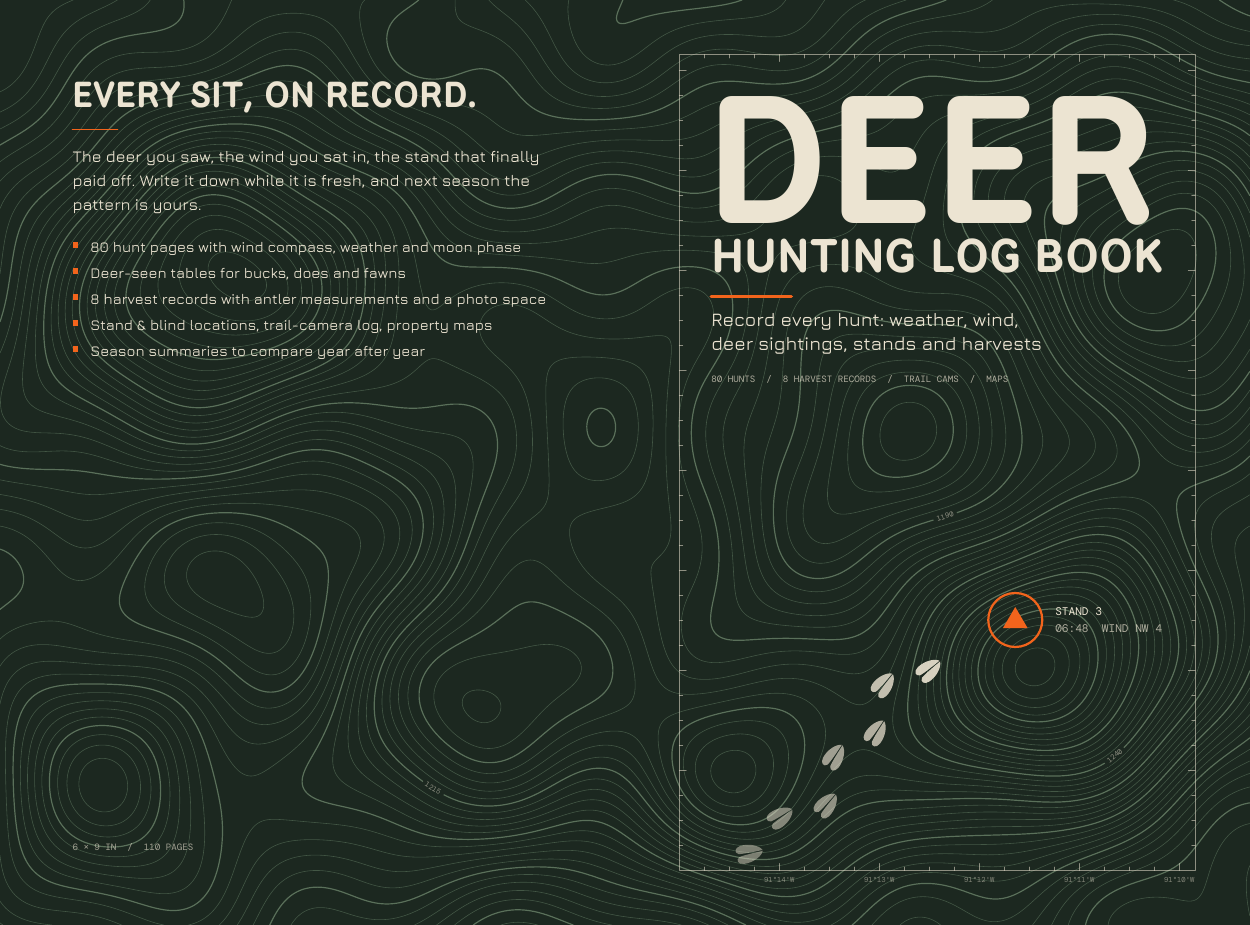 EVERY SIT, ON RECORD.
The deer you saw, the wind you sat in, the stand that finally
paid off. Write it down while it is fresh, and next season the
pattern is yours.
80 hunt pages with wind compass, weather and moon phase
Deer-seen tables for bucks, does and fawns
8 harvest records with antler measurements and a photo space
Stand & blind locations, trail-camera log, property maps
Season summaries to compare year after year
1215
6 × 9 IN / 110 PAGES
DEER
HUNTING LOG BOOK
Record every hunt: weather, wind,
deer sightings, stands and harvests
80 HUNTS / 8 HARVEST RECORDS / TRAIL CAMS / MAPS
1190
STAND 3
06:48 WIND NW 4
1240
91°14'W 91°13'W 91°12'W 91°11'W 91°10'W